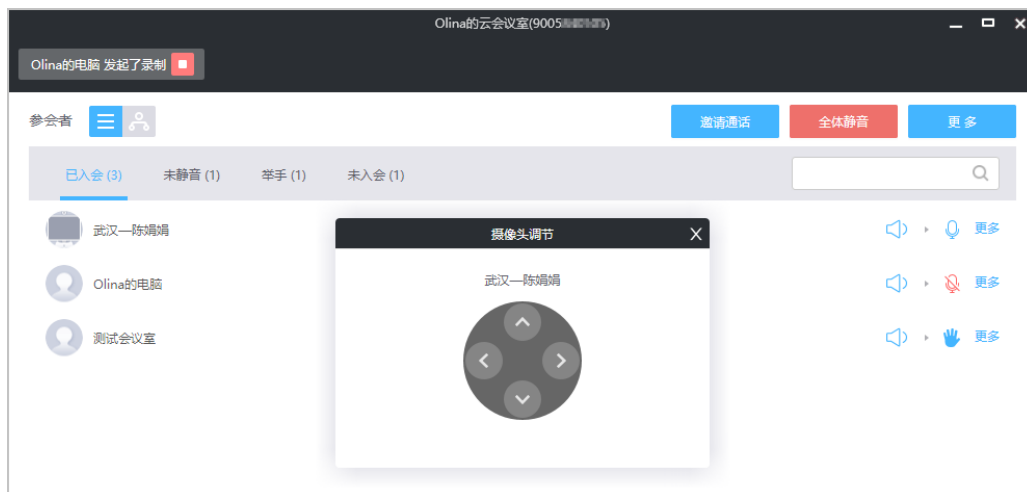 Olina的云会议室(9005
Olina的电脑 发起了录制
参会者
邀请通话
全体静音
更 多
已入会 (3)
未静音 (1)
举手 (1)
未入会 (1)
摄像头调节 X
武汉—陈娟娟
武汉—陈娟娟
更多
Olina的电脑
更多
测试会议室
更多